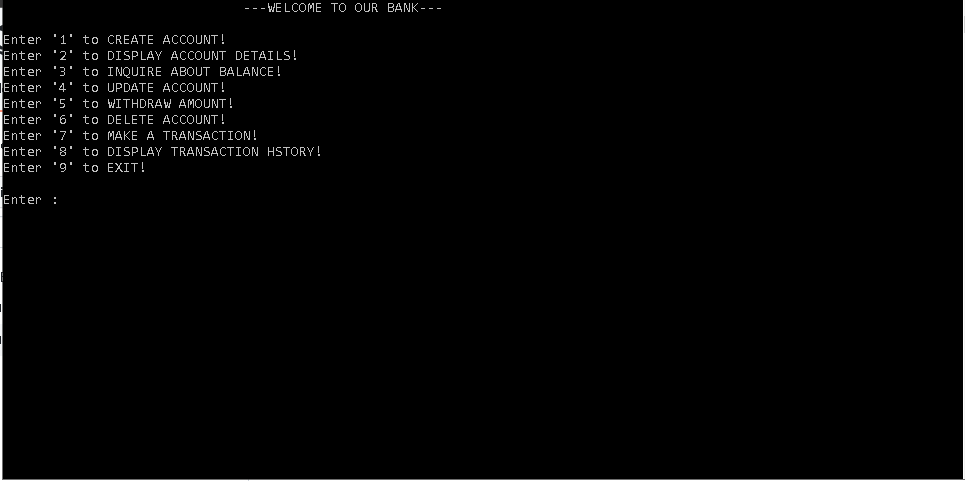 ---WELCOME TO OUR BANK---
Enter '1' to CREATE ACCOUNT!
Enter '2' to DISPLAY ACCOUNT DETAILS!
Enter '3' to INQUIRE ABOUT BALANCE!
Enter '4' to UPDATE ACCOUNT!
Enter '5' to WITHDRAW AMOUNT!
Enter '6' to DELETE ACCOUNT!
Enter '7' to MAKE A TRANSACTION!
Enter '8' to DISPLAY TRANSACTION HSTORY!
Enter '9' to EXIT!
Enter :